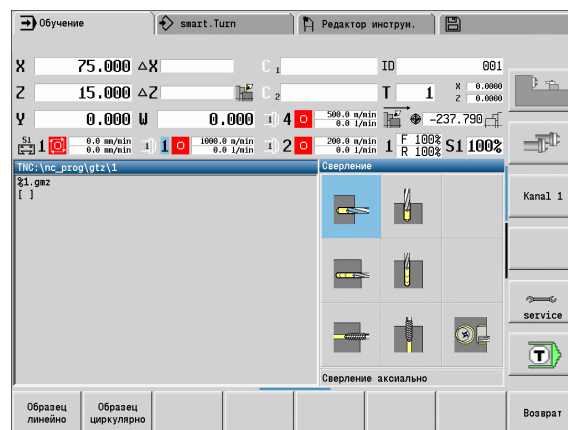 Обучение
smart.Turn
Редактор инструм.
X 75.000 ΔX C 1 ID 001
Z 15.000 ΔZ C 2 T 1 X 0.0000 Z 0.0000
Y 0.000 W 0.000 4 500.0 m/min 0.0 1/min -237.790
S1 1 0.0 mm/min 0.0 1/min 1 1000.0 m/min 0.0 1/min 2 200.0 m/min 0.0 1/min 1 F 100% R 100% S1 100%
TNC:\nc_prog\gtz\1
%1.gmz
[ ]
Сверление
Сверление аксиально
Kanal 1
service
T
Образец линейно
Образец циркулярно
Возврат